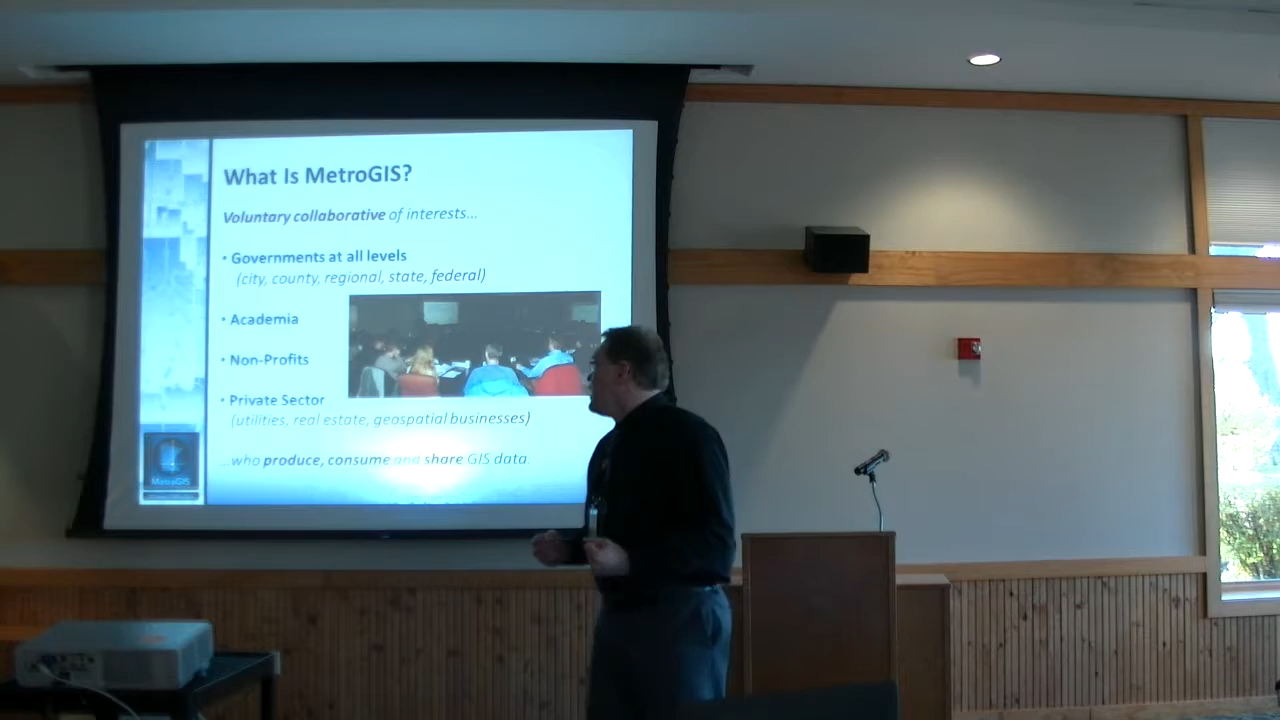 What Is MetroGIS?
Voluntary collaborative of interests...
• Governments at all levels
(city, county, regional, state, federal)
• Academia
• Non-Profits
• Private Sector
(utilities, real estate, geospatial businesses)
...who produce, consume and share GIS data.
MetroGIS